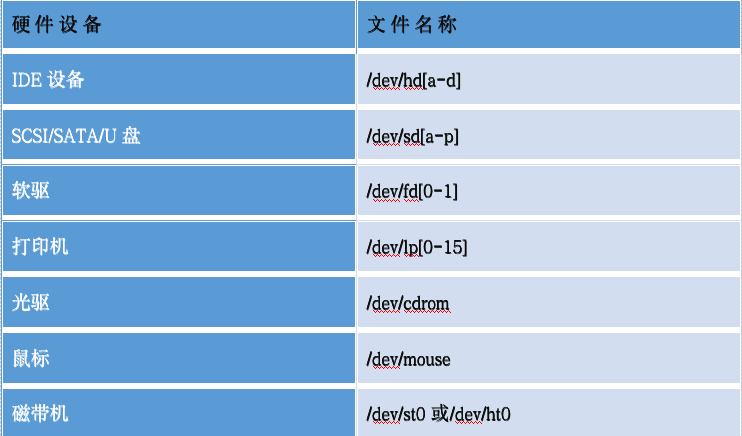 硬件设备 文件名称
IDE 设备 /dev/hd[a-d]
SCSI/SATA/U 盘 /dev/sd[a-p]
软驱 /dev/fd[0-1]
打印机 /dev/lp[0-15]
光驱 /dev/cdrom
鼠标 /dev/mouse
磁带机 /dev/st0 或/dev/ht0